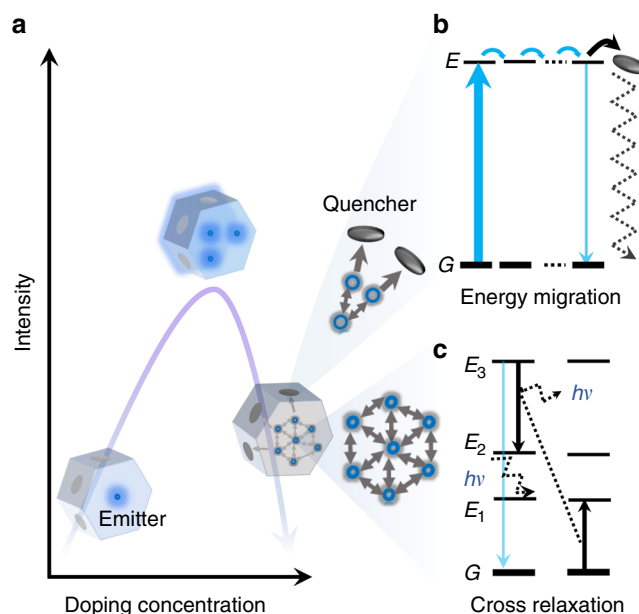 a
Intensity
Doping concentration
Emitter
Quencher
b
E
G
Energy migration
c
E3
hν
E2
hν
E1
G
Cross relaxation